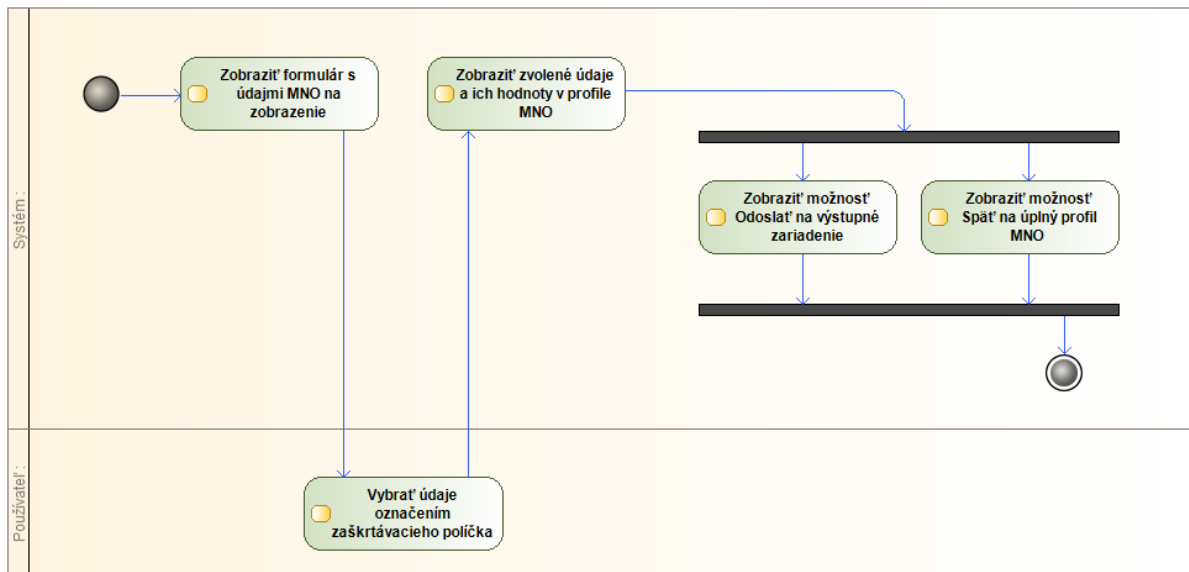 Systém :
Zobraziť formulár s
údajmi MNO na
zobrazenie
Zobraziť zvolené údaje
a ich hodnoty v profile
MNO
Zobraziť možnosť
Odoslať na výstupné
zariadenie
Zobraziť možnosť
Späť na úplný profil
MNO
Používateľ :
Vybrať údaje
označením
zaškrtávacieho políčka